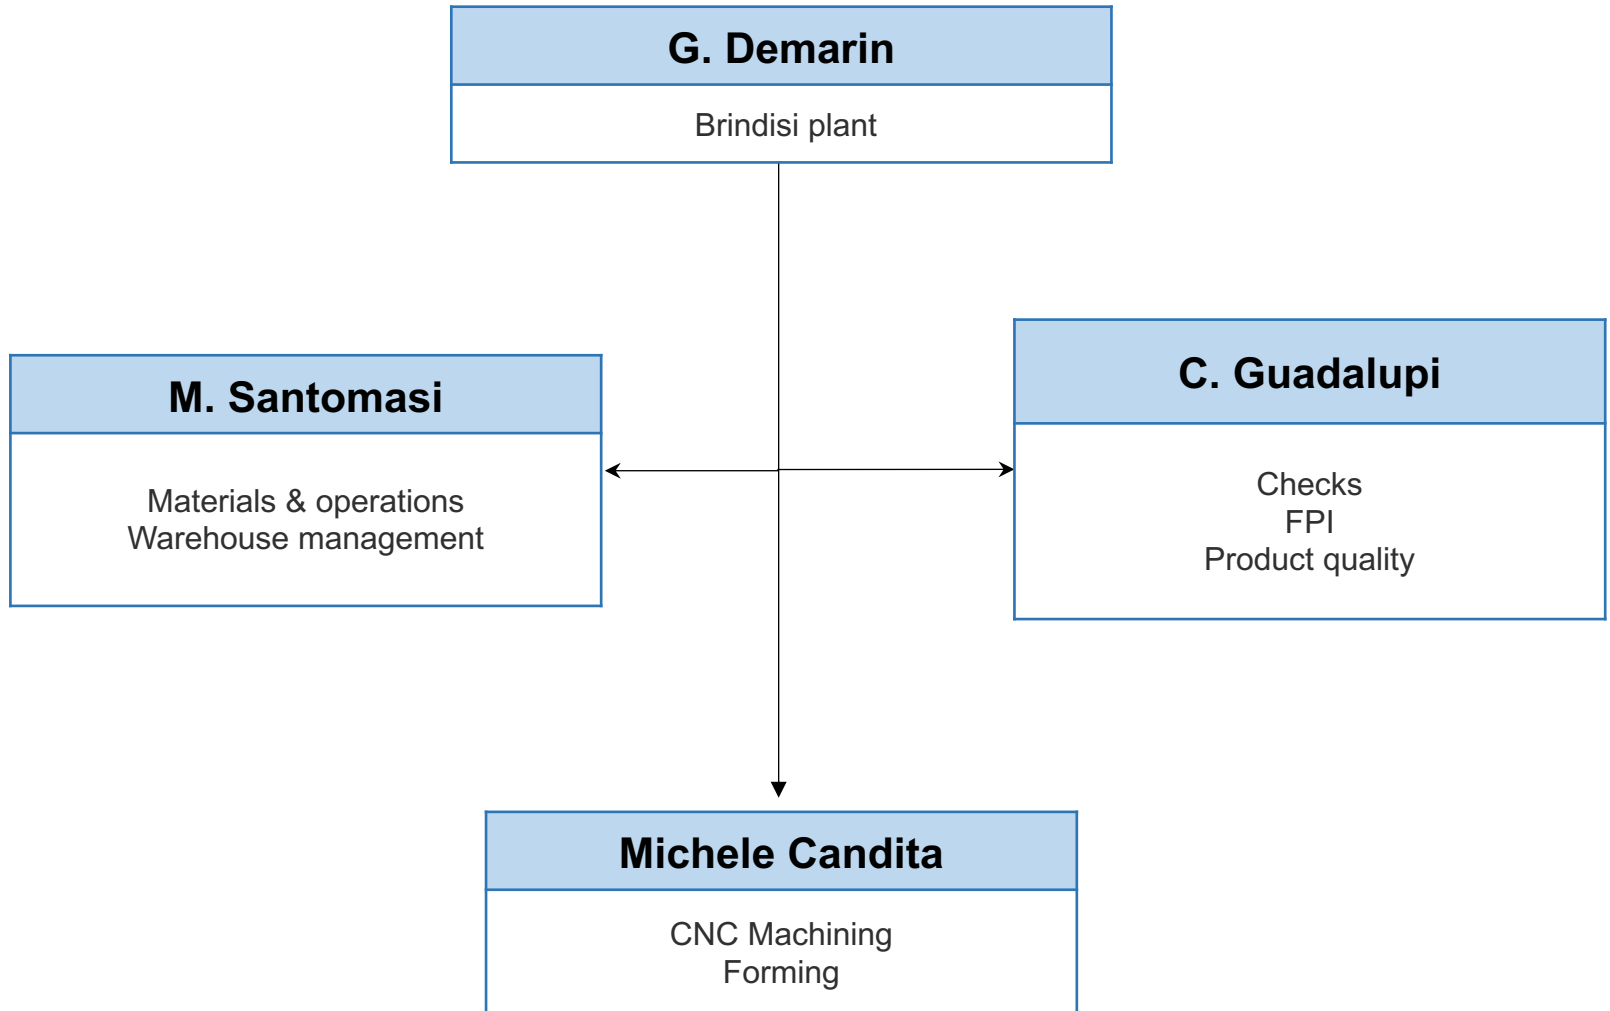 G. Demarin
Brindisi plant
M. Santomasi
Materials & operations
Warehouse management
C. Guadalupi
Checks
FPI
Product quality
Michele Candita
CNC Machining
Forming